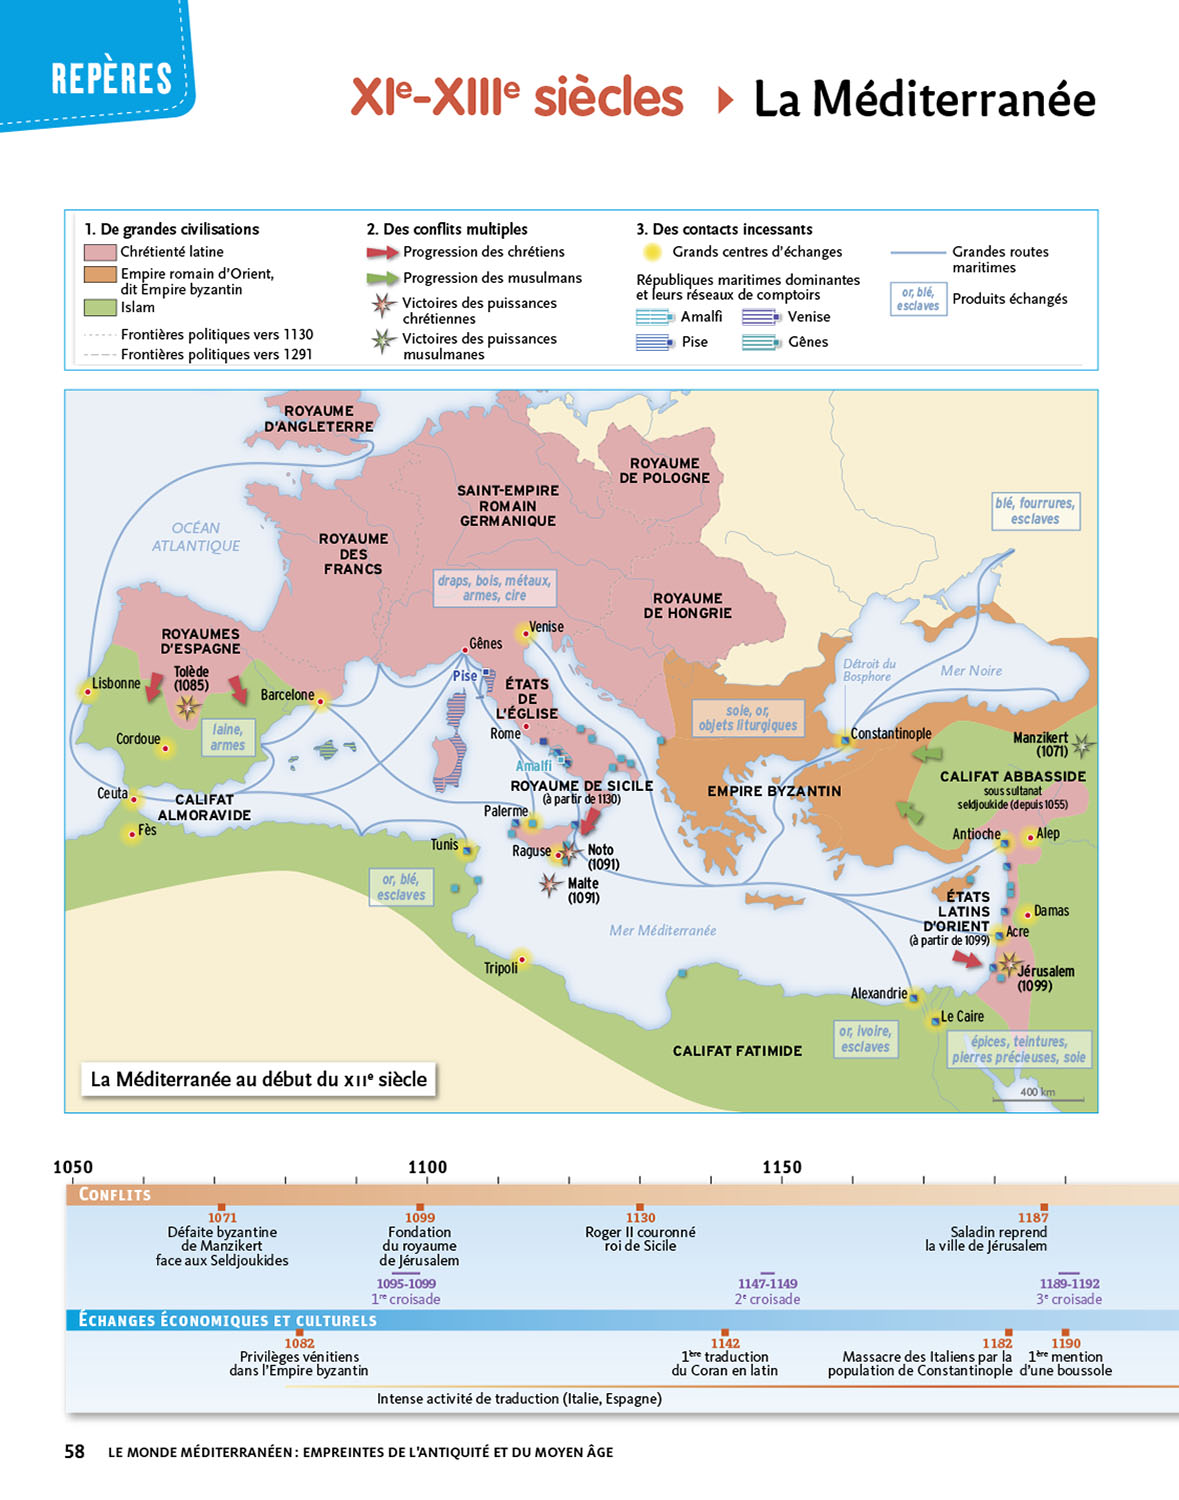 REPÈRES
XIe-XIIIe siècles ▸ La Méditerranée
1. De grandes civilisations
Chrétienté latine
Empire romain d'Orient,
dit Empire byzantin
Islam
Frontières politiques vers 1130
Frontières politiques vers 1291
2. Des conflits multiples
Progression des chrétiens
Progression des musulmans
Victoires des puissances
chrétiennes
Victoires des puissances
musulmanes
3. Des contacts incessants
Grands centres d'échanges
Républiques maritimes dominantes
et leurs réseaux de comptoirs
Amalfi
Venise
Pise
Gênes
Grandes routes
maritimes
or, blé,
esclaves
Produits échangés
ROYAUME
D'ANGLETERRE
ROYAUME
DE POLOGNE
SAINT-EMPIRE
ROMAIN
GERMANIQUE
blé, fourrures,
esclaves
OCÉAN
ATLANTIQUE
ROYAUME
DES
FRANCS
draps, bois, métaux,
armes, cire
ROYAUME
DE HONGRIE
ROYAUMES
D'ESPAGNE
Venise
Gênes
Détroit du
Bosphore
Mer Noire
Tolède
(1085)
Lisbonne
Barcelone
Pise
ÉTATS
DE
L'ÉGLISE
Rome
soie, or,
objets liturgiques
laine,
armes
Cordoue
Constantinople
Manzikert
(1071)
Amalfi
CALIFAT ABBASSIDE
sous sultanat
seldjoukide (depuis 1055)
ROYAUME DE SICILE
(à partir de 1130)
EMPIRE BYZANTIN
Ceuta
CALIFAT
ALMORAVIDE
Palerme
Fès
Antioche
Alep
Tunis
Raguse
Noto
(1091)
Malte
(1091)
or, blé,
esclaves
ÉTATS
LATINS
D'ORIENT
(à partir de 1099)
Damas
Acre
Mer Méditerranée
Tripoli
Jérusalem
(1099)
Alexandrie
Le Caire
or, ivoire,
esclaves
épices, teintures,
pierres précieuses, soie
CALIFAT FATIMIDE
La Méditerranée au début du XIIe siècle
400 km
1050 1100 1150
CONFLITS
1071
Défaite byzantine
de Manzikert
face aux Seldjoukides
1099
Fondation
du royaume
de Jérusalem
1130
Roger II couronné
roi de Sicile
1187
Saladin reprend
la ville de Jérusalem
1095-1099
1re croisade
1147-1149
2e croisade
1189-1192
3e croisade
ÉCHANGES ÉCONOMIQUES ET CULTURELS
1082
Privilèges vénitiens
dans l'Empire byzantin
1142
1ère traduction
du Coran en latin
1182
Massacre des Italiens par la
population de Constantinople
1190
1ère mention
d'une boussole
Intense activité de traduction (Italie, Espagne)
58 LE MONDE MÉDITERRANÉEN : EMPREINTES DE L'ANTIQUITÉ ET DU MOYEN ÂGE